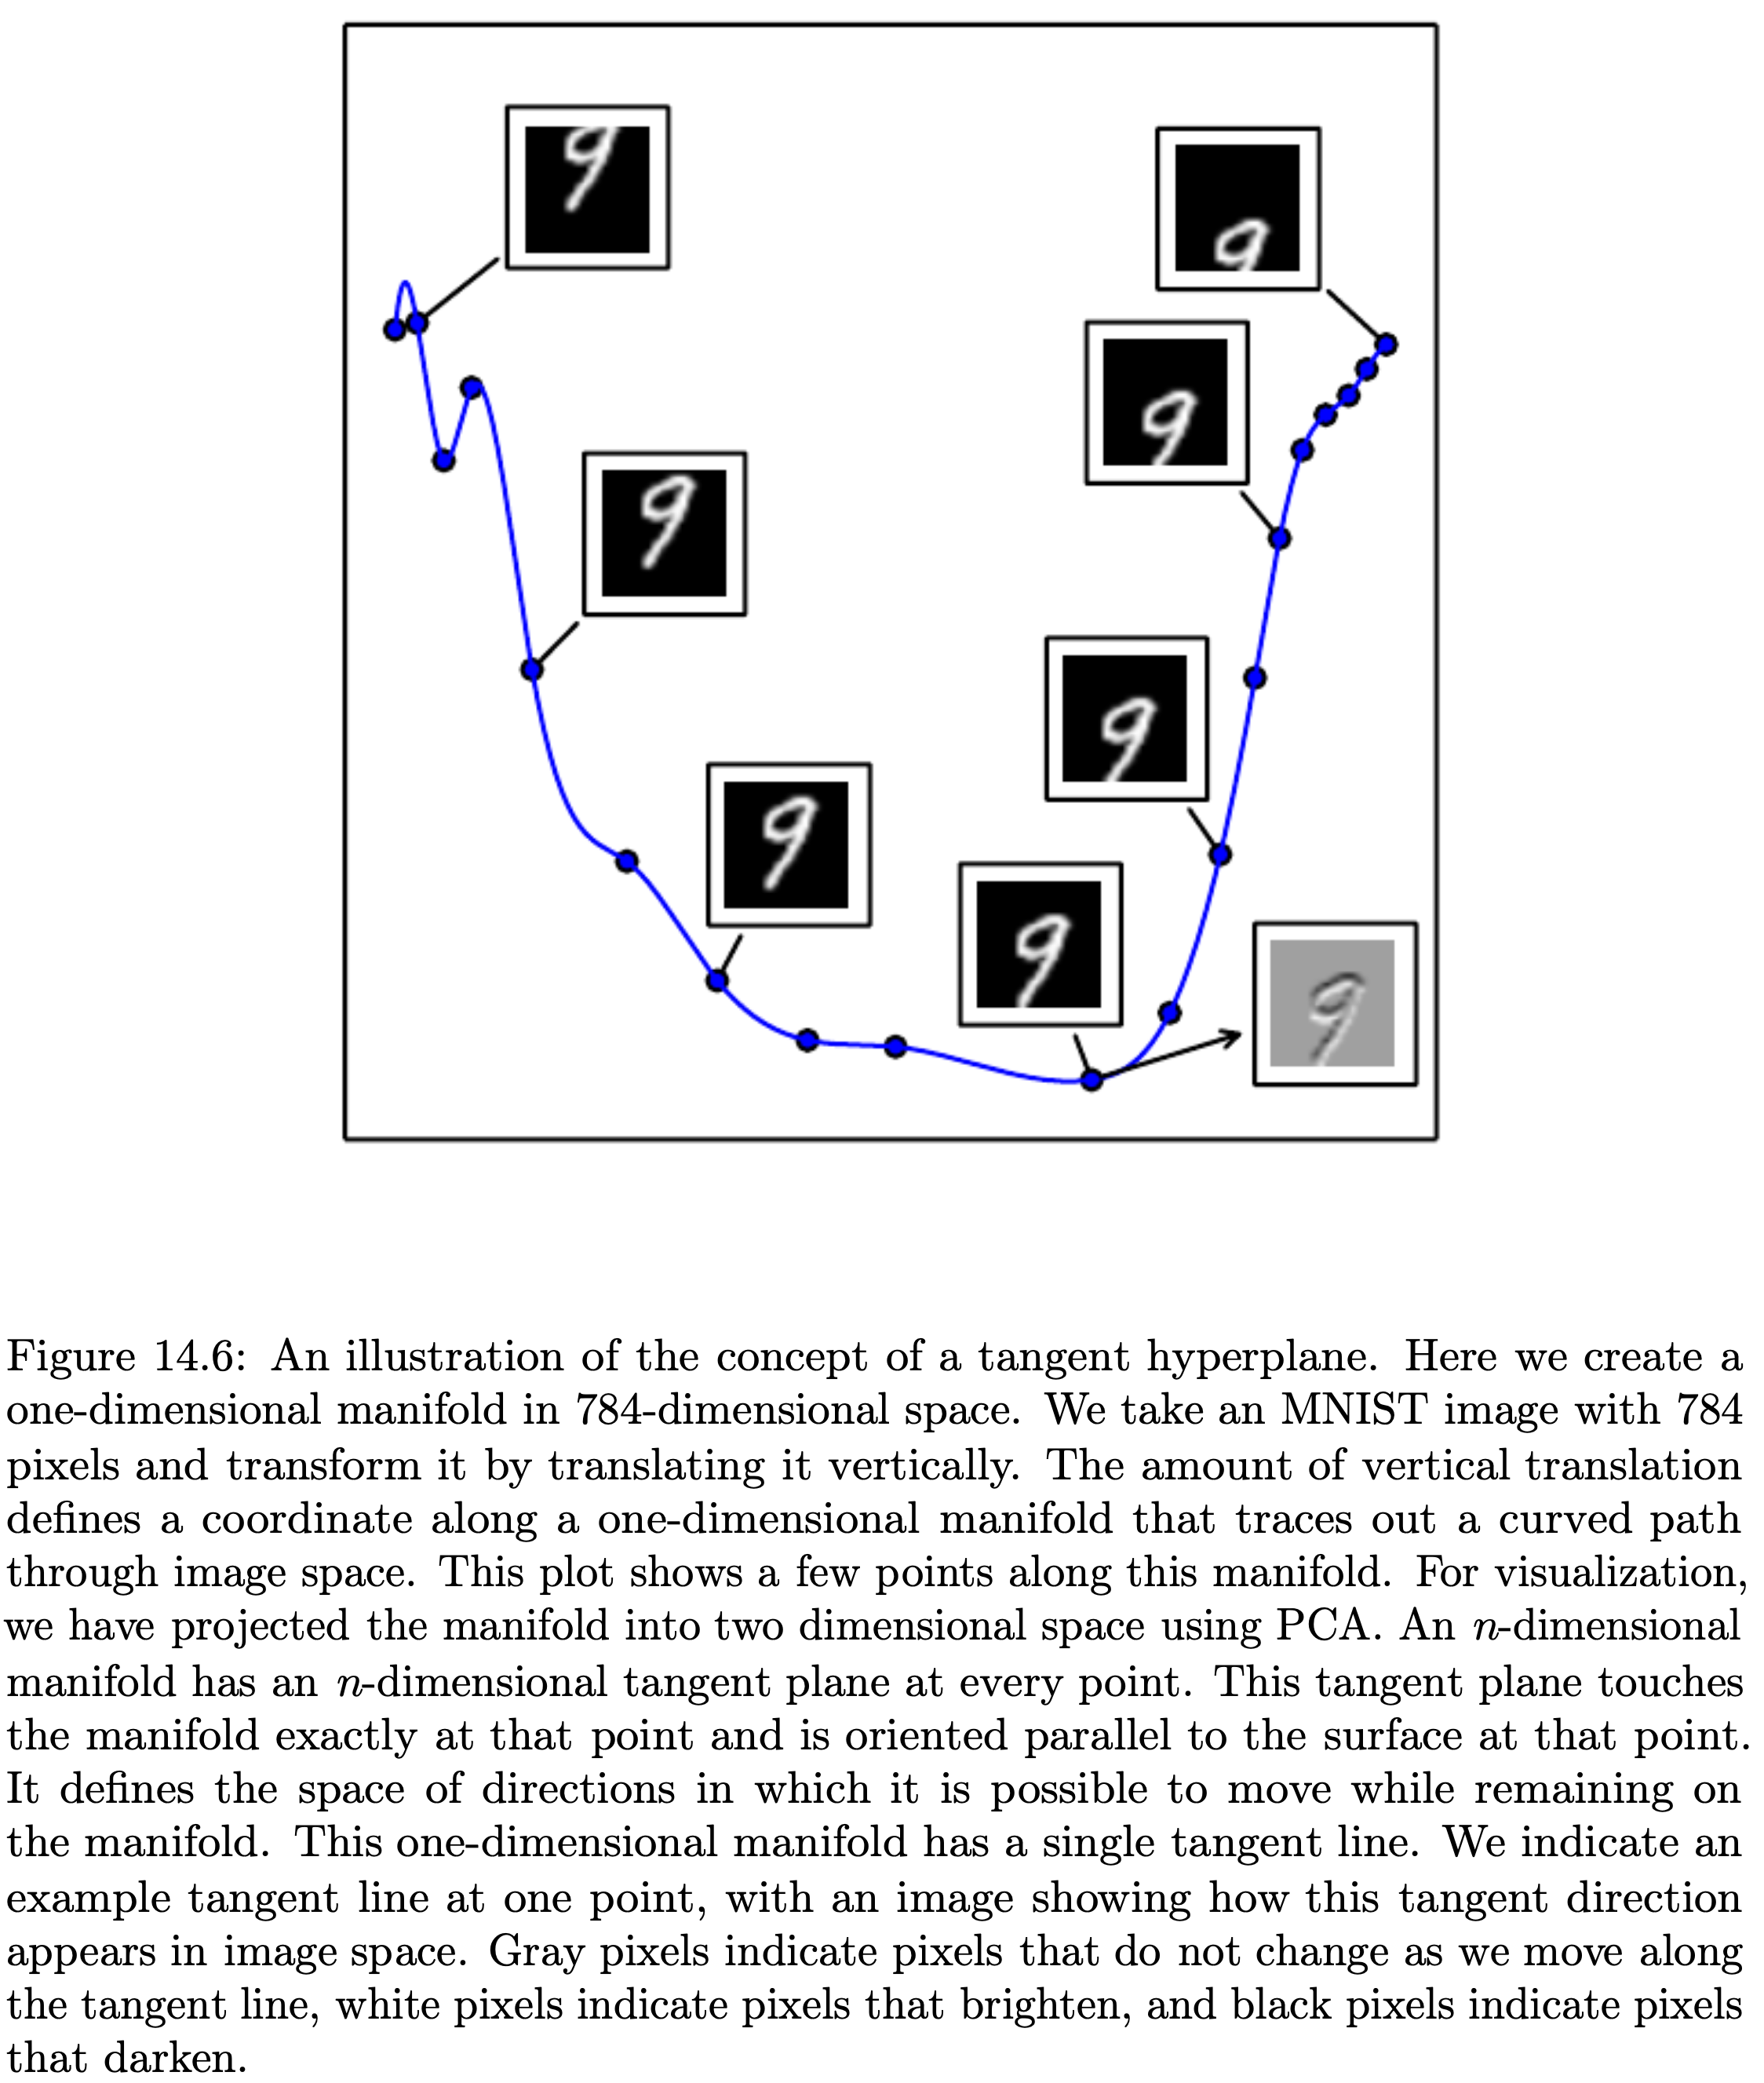 Figure 14.6: An illustration of the concept of a tangent hyperplane. Here we create a
one-dimensional manifold in 784-dimensional space. We take an MNIST image with 784
pixels and transform it by translating it vertically. The amount of vertical translation
defines a coordinate along a one-dimensional manifold that traces out a curved path
through image space. This plot shows a few points along this manifold. For visualization,
we have projected the manifold into two dimensional space using PCA. An n-dimensional
manifold has an n-dimensional tangent plane at every point. This tangent plane touches
the manifold exactly at that point and is oriented parallel to the surface at that point.
It defines the space of directions in which it is possible to move while remaining on
the manifold. This one-dimensional manifold has a single tangent line. We indicate an
example tangent line at one point, with an image showing how this tangent direction
appears in image space. Gray pixels indicate pixels that do not change as we move along
the tangent line, white pixels indicate pixels that brighten, and black pixels indicate pixels
that darken.